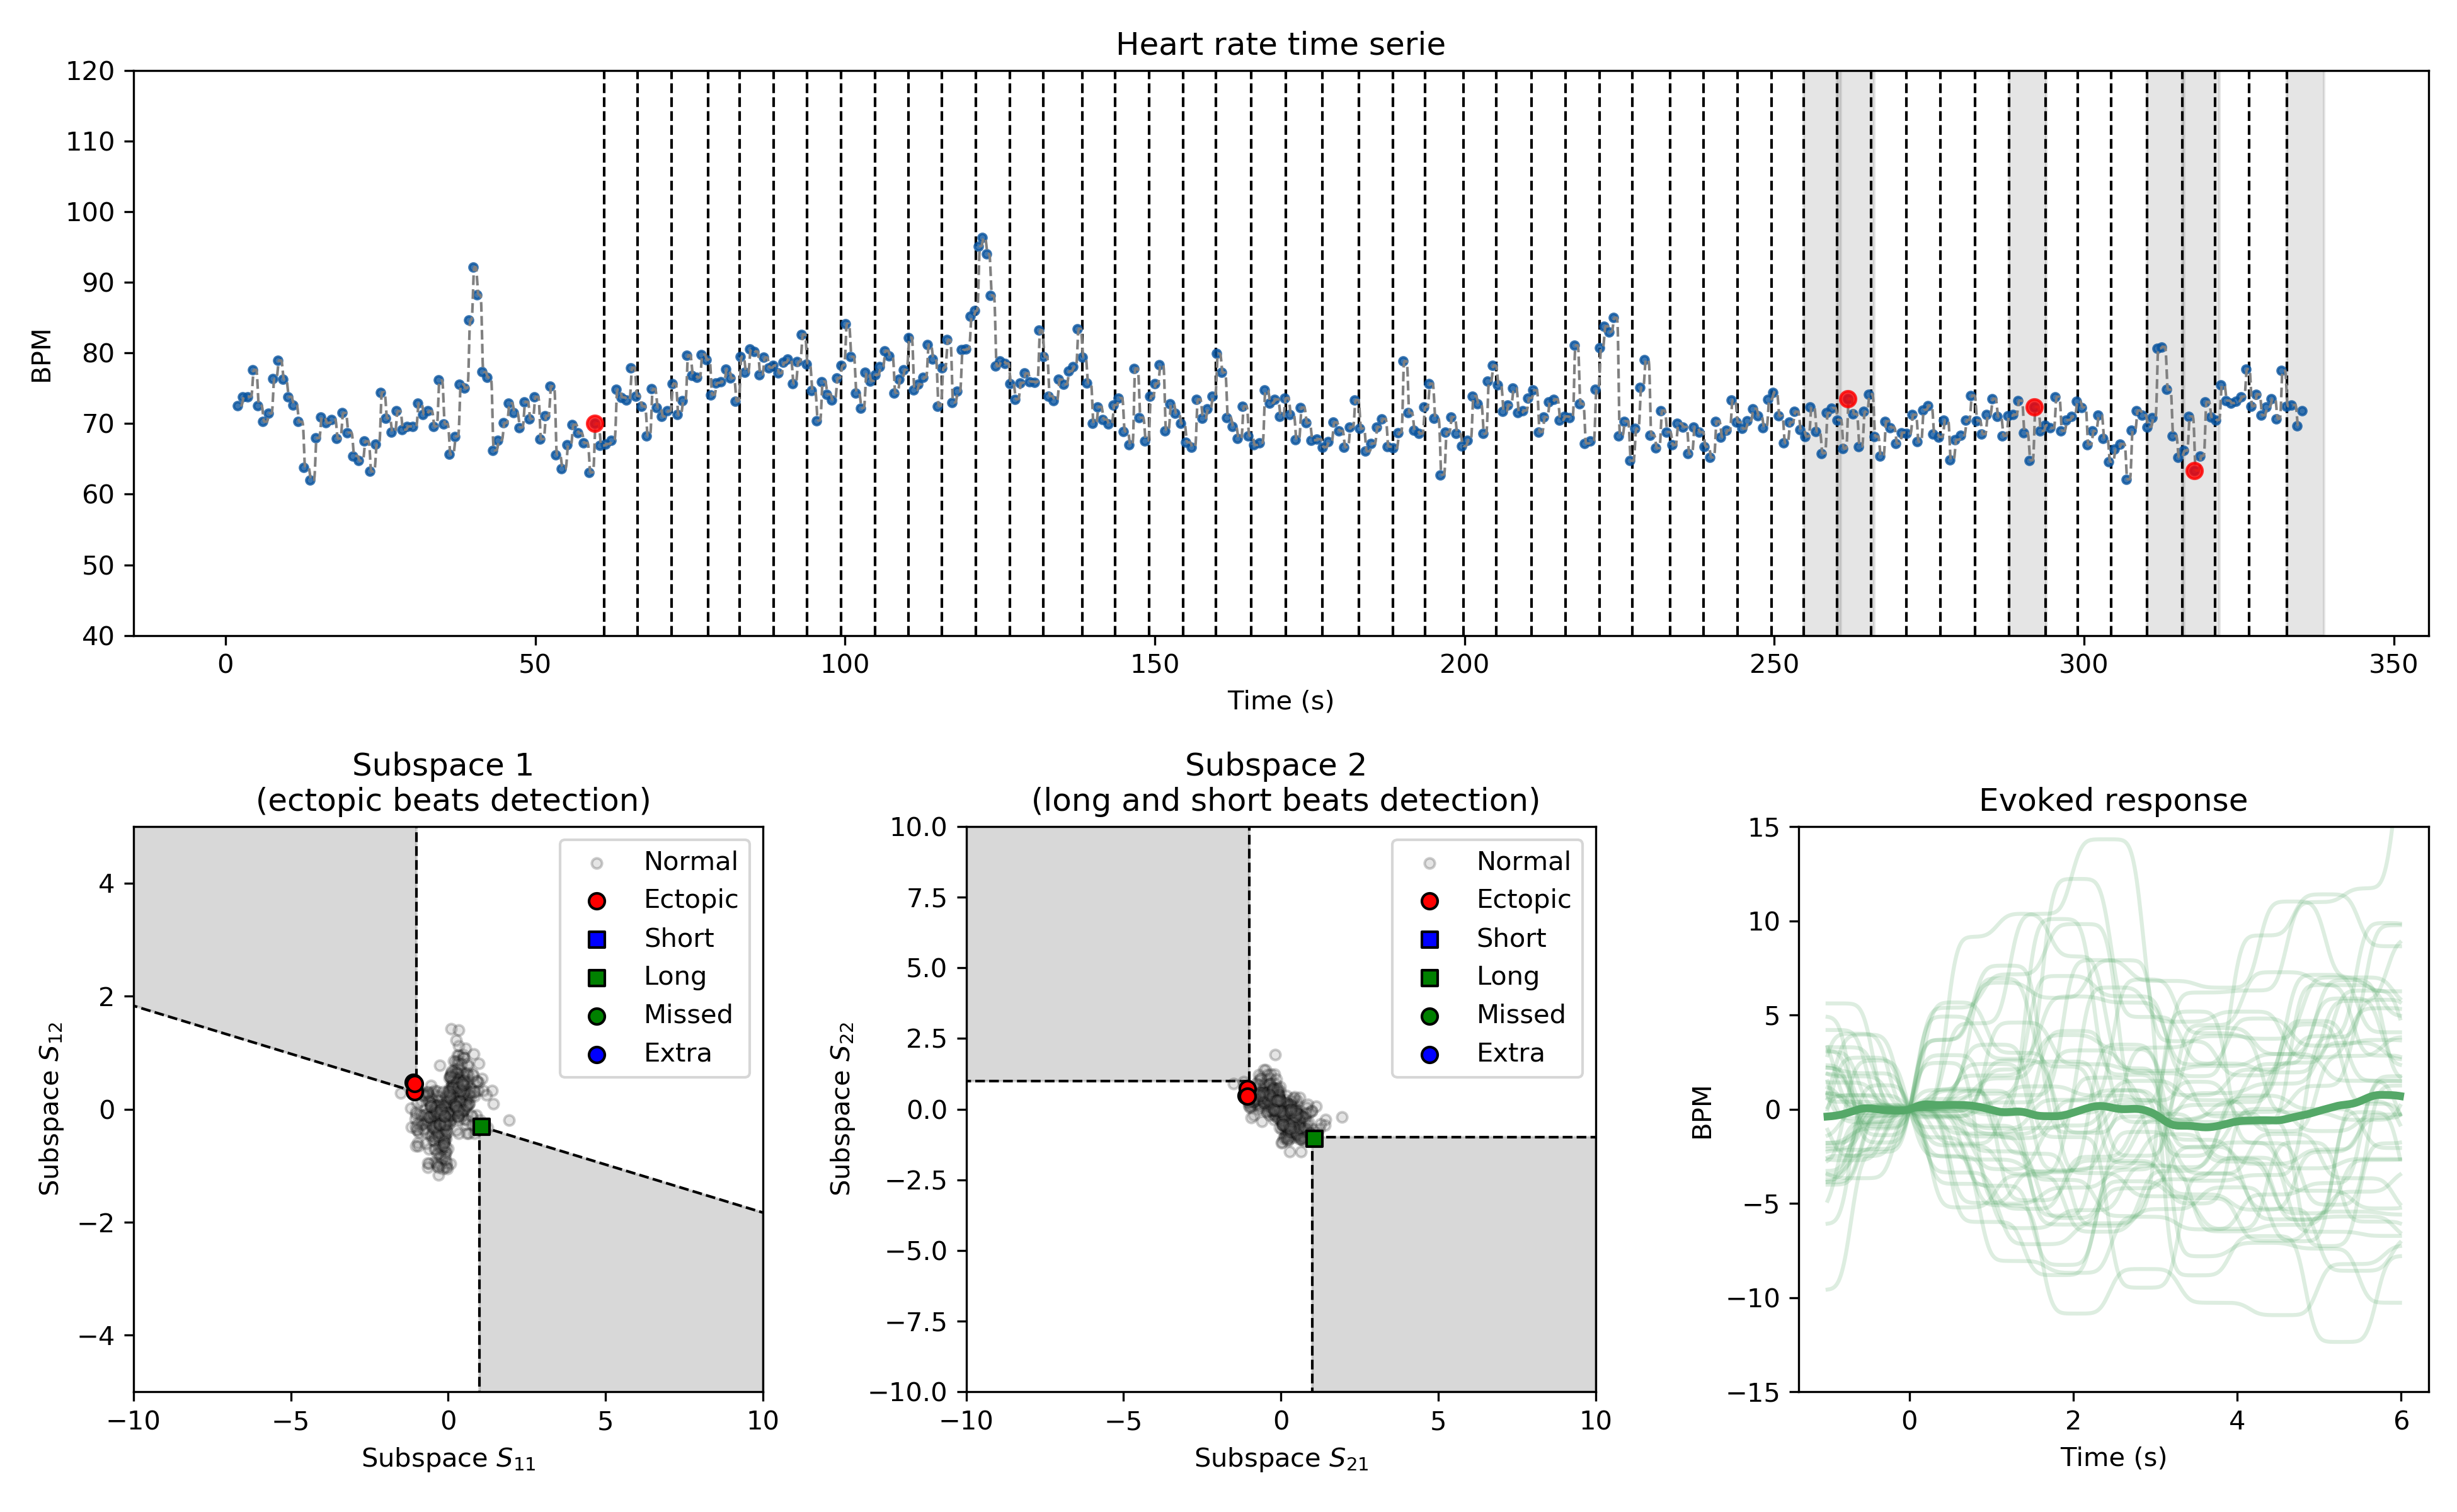 Heart rate time serie
120
110
100
90
80
70
60
50
40
BPM
0 50 100 150 200 250 300 350
Time (s)
Subspace 1
(ectopic beats detection)
4
2
0
−2
−4
Subspace S₁₂
Normal
Ectopic
Short
Long
Missed
Extra
−10 −5 0 5 10
Subspace S₁₁
Subspace 2
(long and short beats detection)
10.0
7.5
5.0
2.5
0.0
−2.5
−5.0
−7.5
−10.0
Subspace S₂₂
Normal
Ectopic
Short
Long
Missed
Extra
−10 −5 0 5 10
Subspace S₂₁
Evoked response
15
10
5
0
−5
−10
−15
BPM
0 2 4 6
Time (s)